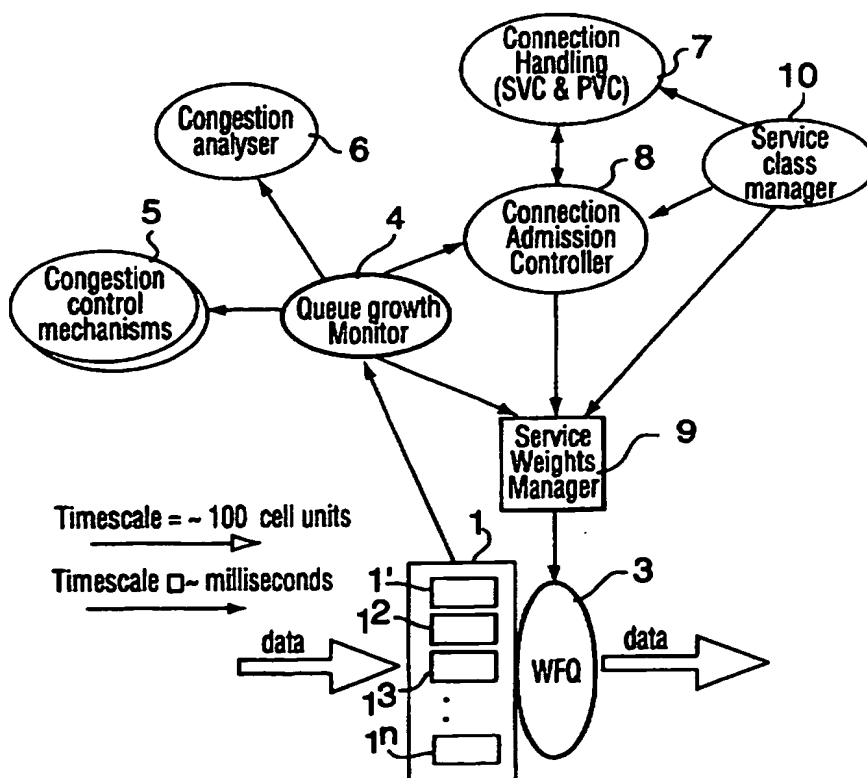 Connection
Handling
(SVC & PVC)
7
10
Congestion
analyser
6
Service
class
manager
8
5
4
Connection
Admission
Controller
Congestion
control
mechanisms
Queue growth
Monitor
Service
Weights
Manager
9
Timescale = ~ 100 cell units
Timescale □~ milliseconds
1
3
1'
1²
1³
1ⁿ
data
WFQ
data